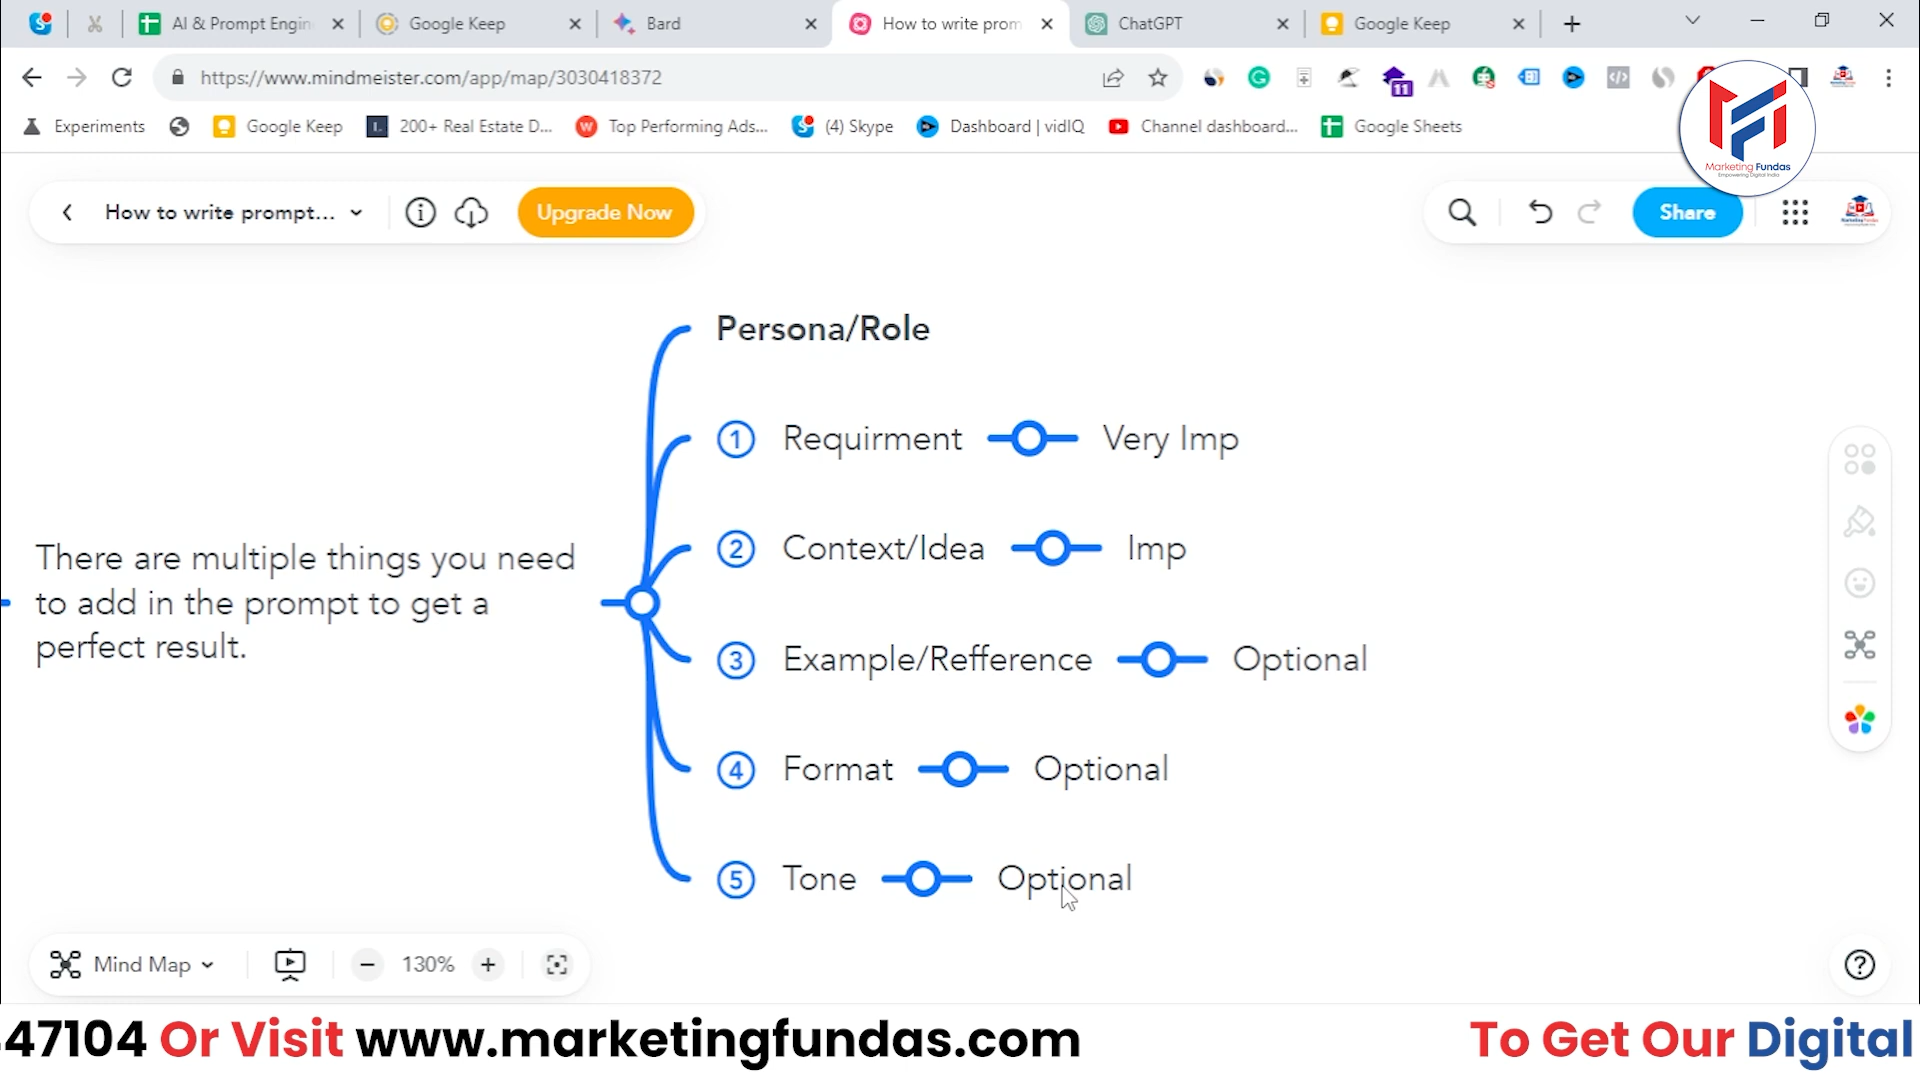 AI & Prompt Engin
Google Keep
Bard
How to write prom
ChatGPT
Google Keep
https://www.mindmeister.com/app/map/3030418372
11
Experiments
Google Keep
200+ Real Estate D...
Top Performing Ads...
(4) Skype
Dashboard | vidIQ
Channel dashboard...
Google Sheets
Marketing Fundas
Empowering Digital India
How to write prompt...
Upgrade Now
Share
Persona/Role
1 Requirment Very Imp
2 Context/Idea Imp
There are multiple things you need
to add in the prompt to get a
perfect result.
3 Example/Refference Optional
4 Format Optional
5 Tone Optional
Mind Map
130%
47104 Or Visit www.marketingfundas.com
To Get Our Digital